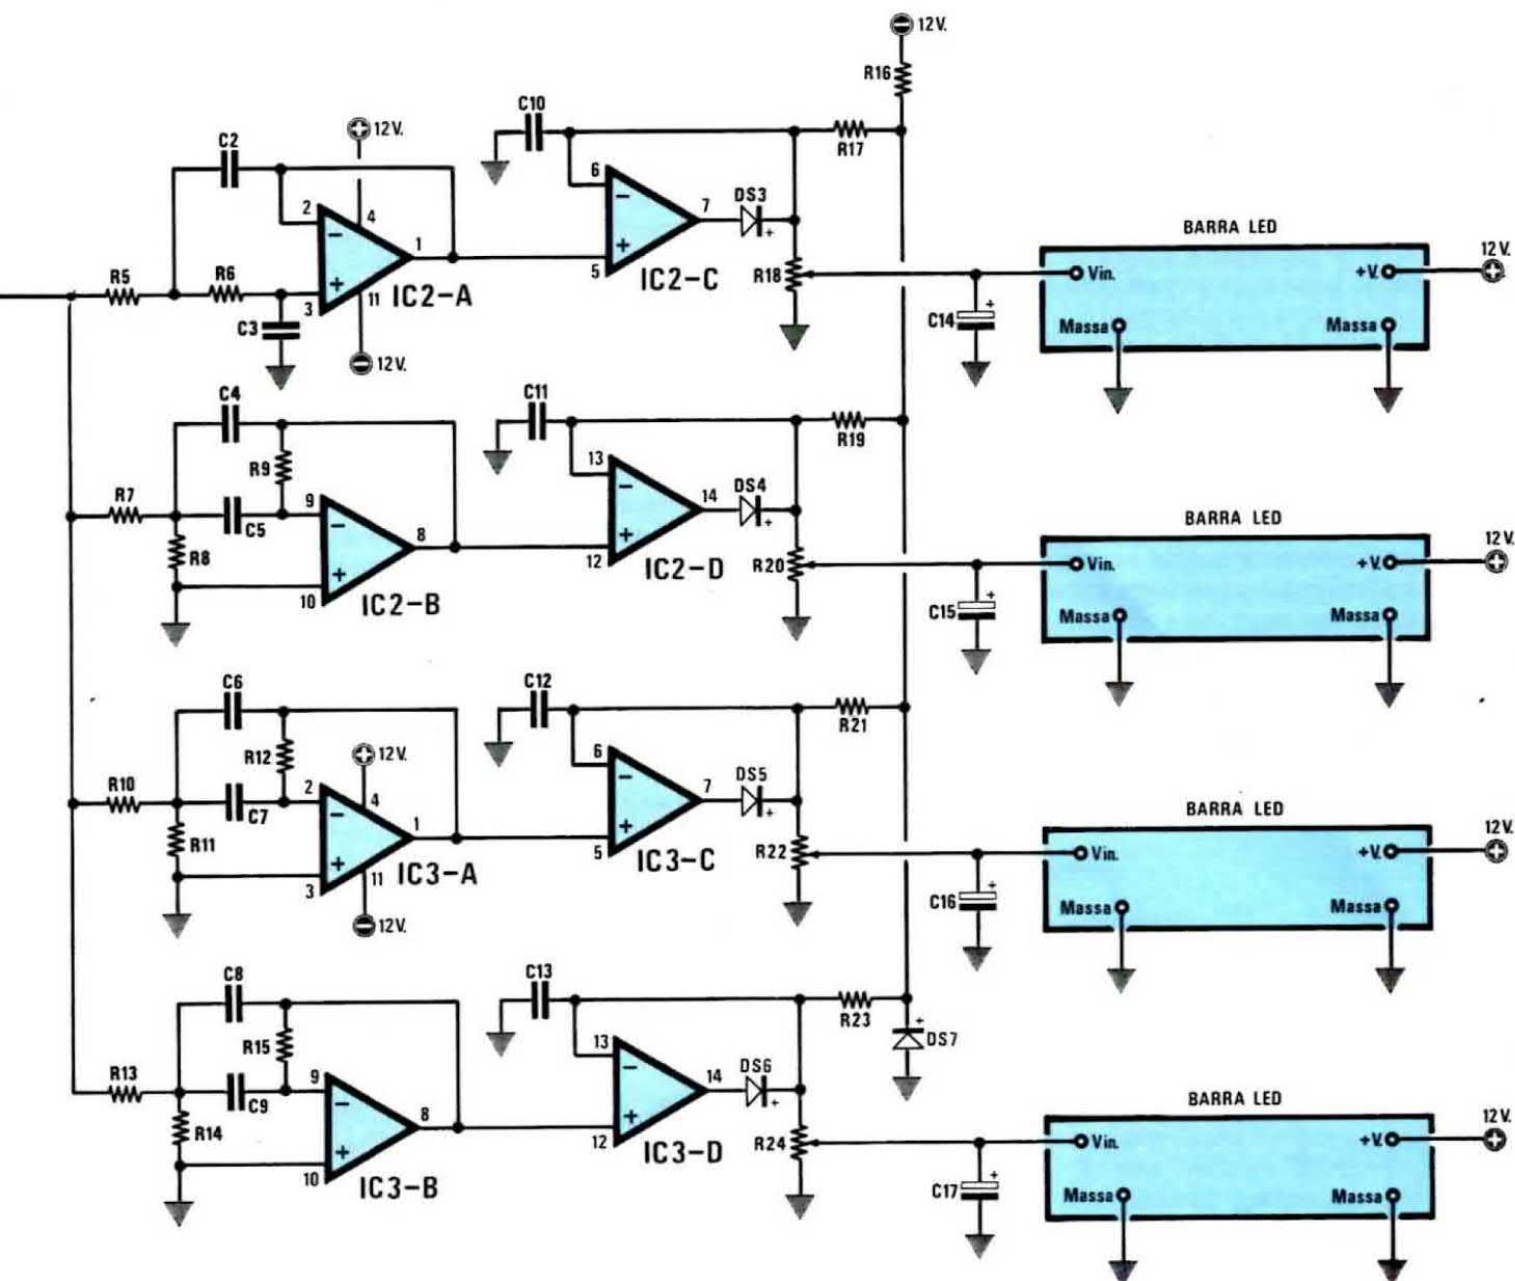 12V.
R16
C10
12V.
C2
R17
6
DS3
2
4
7
BARRA LED
12V.
1
+
R5
R6
5
IC2-C
R18
Vin.
+V.
3
11
IC2-A
C14
+
C3
Massa
Massa
12V.
C4
C11
R19
R9
13
DS4
R7
9
14
BARRA LED
12V.
C5
8
+
R8
12
IC2-D
R20
Vin.
+V.
10
IC2-B
C15
+
Massa
Massa
C6
C12
R21
R12
12V.
6
DS5
R10
2
4
7
BARRA LED
12V.
C7
1
+
R11
5
IC3-C
R22
Vin.
+V.
3
11
IC3-A
C16
+
Massa
Massa
12V.
C8
C13
R23
+
R15
13
DS6
DS7
R13
9
14
BARRA LED
12V.
C9
8
+
R14
12
IC3-D
R24
Vin.
+V.
10
IC3-B
C17
+
Massa
Massa